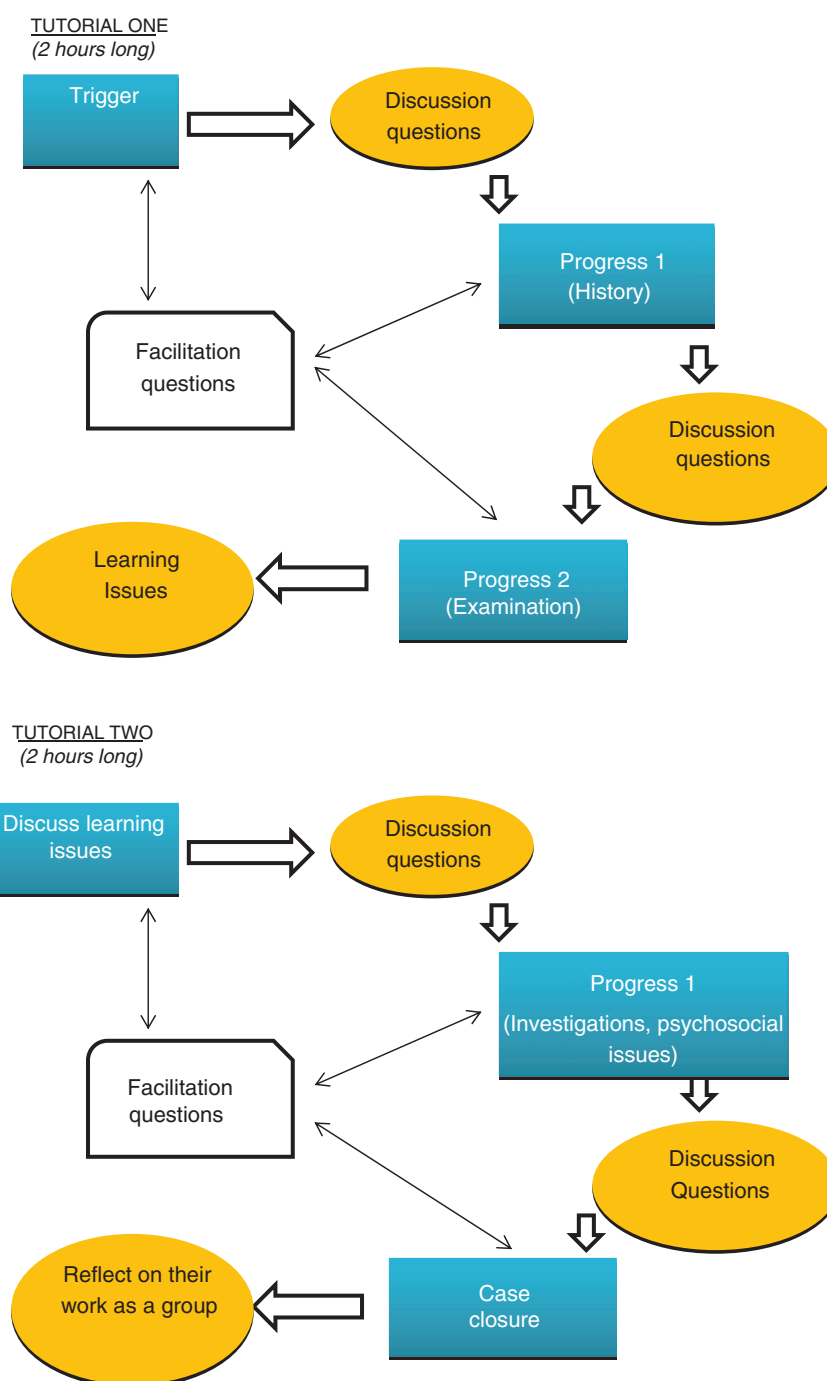 TUTORIAL ONE
(2 hours long)
Trigger
Discussion
questions
Progress 1
(History)
Facilitation
questions
Discussion
questions
Learning
Issues
Progress 2
(Examination)
TUTORIAL TWO
(2 hours long)
Discuss learning
issues
Discussion
questions
Progress 1
(Investigations, psychosocial
issues)
Facilitation
questions
Discussion
Questions
Reflect on their
work as a group
Case
closure